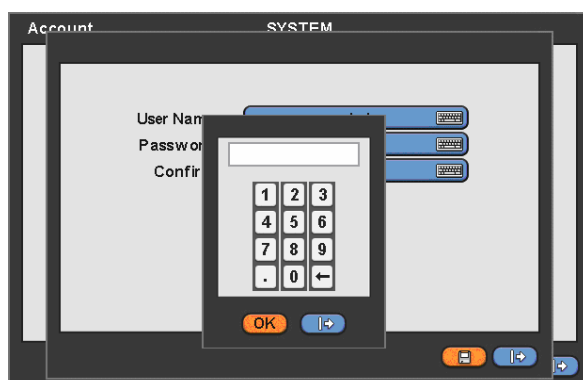 Account SYSTEM
User Nam
Passwor
Confir
1 2 3
4 5 6
7 8 9
. 0 ←
OK